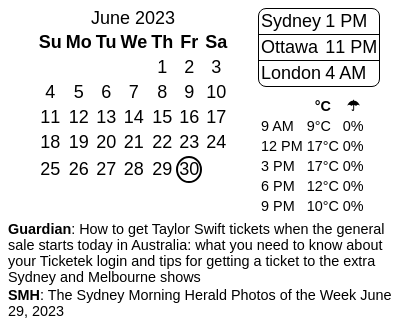 June 2023
Su Mo Tu We Th Fr Sa
1 2 3
4 5 6 7 8 9 10
11 12 13 14 15 16 17
18 19 20 21 22 23 24
25 26 27 28 29 30
Sydney 1 PM
Ottawa 11 PM
London 4 AM
°C ☂
9 AM 9°C 0%
12 PM 17°C 0%
3 PM 17°C 0%
6 PM 12°C 0%
9 PM 10°C 0%
Guardian: How to get Taylor Swift tickets when the general
sale starts today in Australia: what you need to know about
your Ticketek login and tips for getting a ticket to the extra
Sydney and Melbourne shows
SMH: The Sydney Morning Herald Photos of the Week June
29, 2023